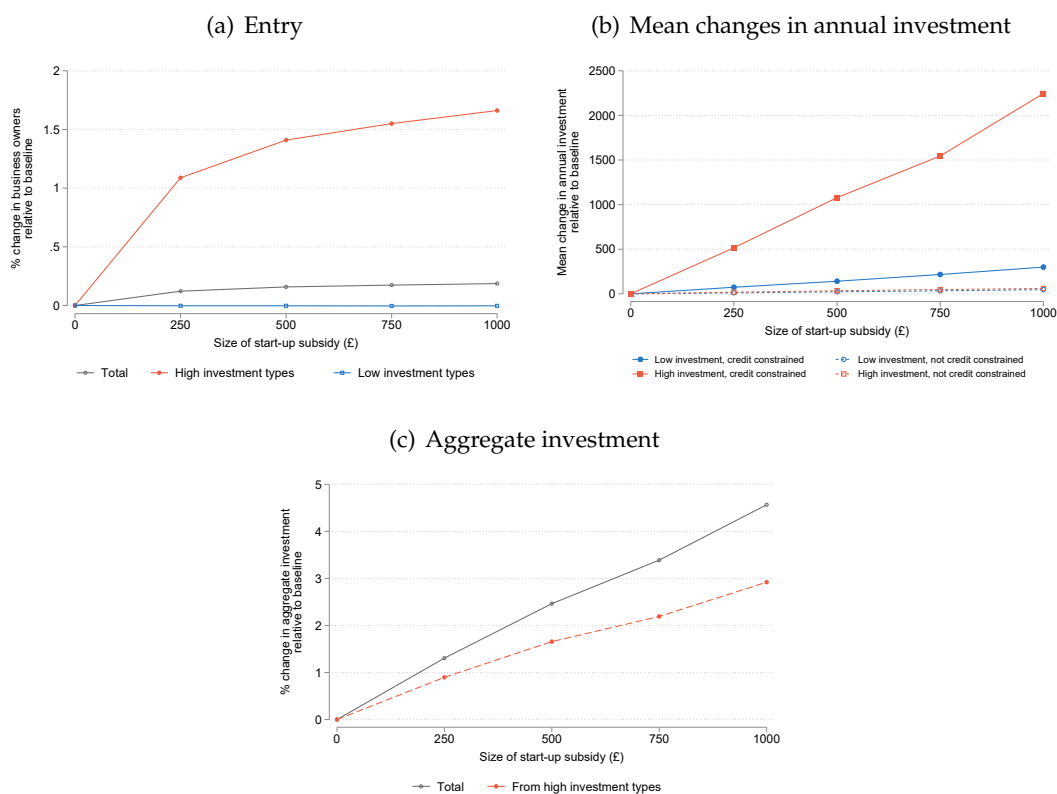 (a) Entry
% change in business owners
relative to baseline
2
1.5
1
.5
0
0 250 500 750 1000
Size of start-up subsidy (£)
Total High investment types Low investment types
(b) Mean changes in annual investment
Mean change in annual investment
relative to baseline
2500
2000
1500
1000
500
0
0 250 500 750 1000
Size of start-up subsidy (£)
Low investment, credit constrained Low investment, not credit constrained
High investment, credit constrained High investment, not credit constrained
(c) Aggregate investment
% change in aggregate investment
relative to baseline
5
4
3
2
1
0
0 250 500 750 1000
Size of start-up subsidy (£)
Total From high investment types